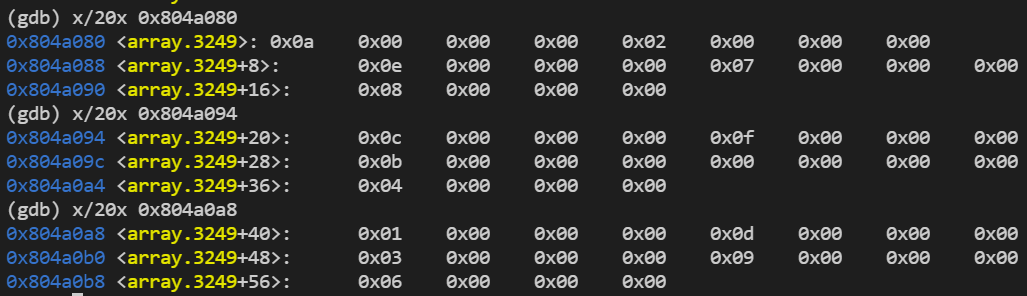 (gdb) x/20x 0x804a080
0x804a080 <array.3249>: 0x0a    0x00    0x00    0x00    0x02    0x00    0x00    0x00
0x804a088 <array.3249+8>:       0x0e    0x00    0x00    0x00    0x07    0x00    0x00    0x00
0x804a090 <array.3249+16>:      0x08    0x00    0x00    0x00
(gdb) x/20x 0x804a094
0x804a094 <array.3249+20>:      0x0c    0x00    0x00    0x00    0x0f    0x00    0x00    0x00
0x804a09c <array.3249+28>:      0x0b    0x00    0x00    0x00    0x00    0x00    0x00    0x00
0x804a0a4 <array.3249+36>:      0x04    0x00    0x00    0x00
(gdb) x/20x 0x804a0a8
0x804a0a8 <array.3249+40>:      0x01    0x00    0x00    0x00    0x0d    0x00    0x00    0x00
0x804a0b0 <array.3249+48>:      0x03    0x00    0x00    0x00    0x09    0x00    0x00    0x00
0x804a0b8 <array.3249+56>:      0x06    0x00    0x00    0x00